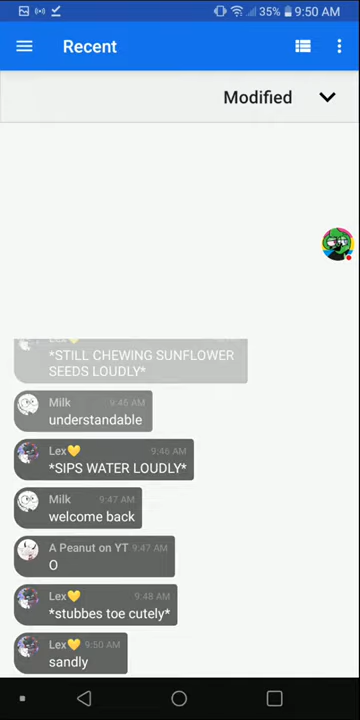 35% 9:50 AM
Recent
Modified
*STILL CHEWING SUNFLOWER
SEEDS LOUDLY*
Milk 9:46 AM
understandable
Lex💛 9:46 AM
*SIPS WATER LOUDLY*
Milk 9:47 AM
welcome back
A Peanut on YT 9:47 AM
O
Lex💛 9:48 AM
*stubbes toe cutely*
Lex💛 9:50 AM
sandly